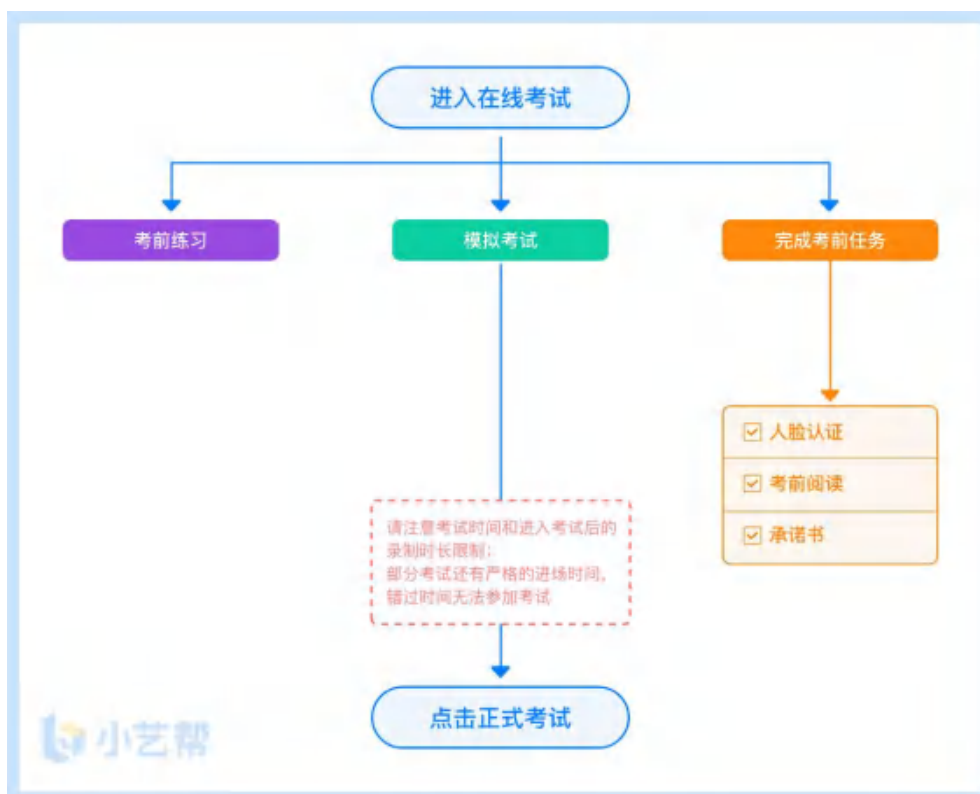 进入在线考试
考前练习
模拟考试
完成考前任务
人脸认证
考前阅读
承诺书
请注意考试时间和进入考试后的
录制时长限制；
部分考试还有严格的进场时间，
错过时间无法参加考试
点击正式考试
小艺帮